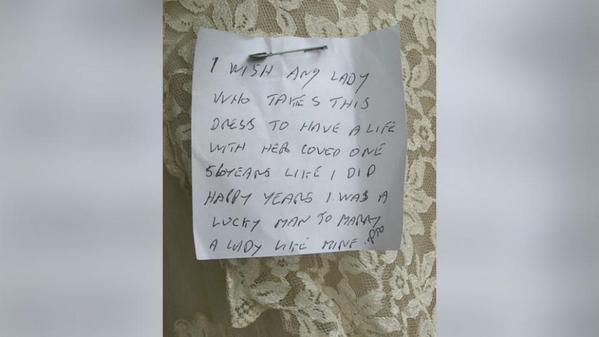 I WISH ANY LADY
WHO TAKES THIS
DRESS TO HAVE A LIFE
WITH HER LOVED ONE
56 YEARS LIKE I DID
HAPPY YEARS I WAS A
LUCKY MAN TO MARRY
A LADY LIKE MINE. PTO